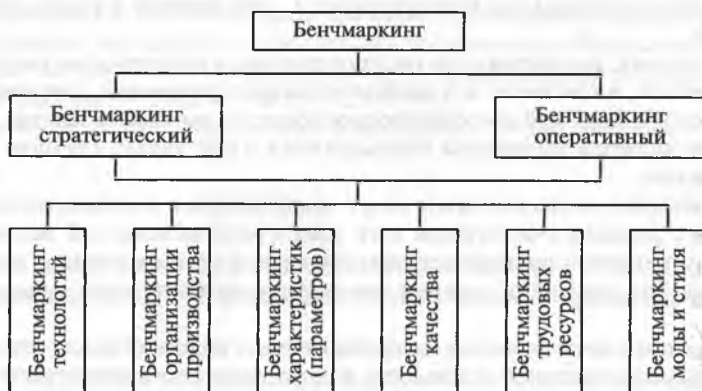 Бенчмаркинг
Бенчмаркинг
стратегический
Бенчмаркинг
оперативный
Бенчмаркинг
технологий
Бенчмаркинг
организации
производства
Бенчмаркинг
характеристик
(параметров)
Бенчмаркинг
качества
Бенчмаркинг
трудовых
ресурсов
Бенчмаркинг
моды и стиля